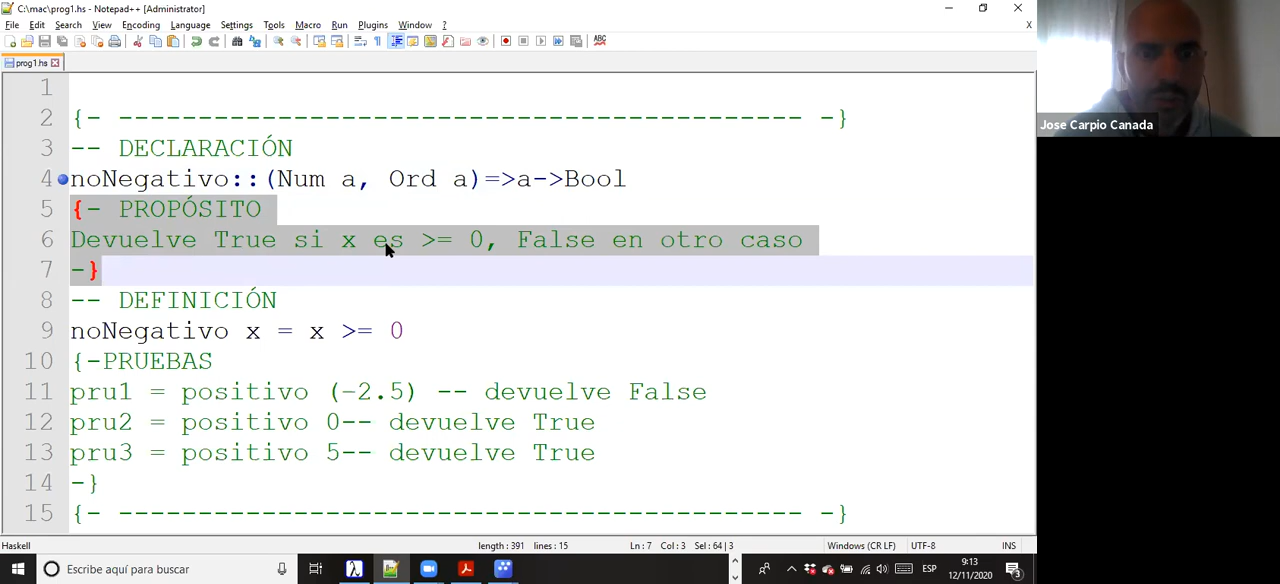 C:\mac\prog1.hs - Notepad++ [Administrator]
File Edit Search View Encoding Language Settings Tools Macro Run Plugins Window ?
X
prog1.hs
1
2 {- ------------------------------------------- -}
3 -- DECLARACIÓN
4 noNegativo::(Num a, Ord a)=>a->Bool
5 {- PROPÓSITO
6 Devuelve True si x es >= 0, False en otro caso
7 -}
8 -- DEFINICIÓN
9 noNegativo x = x >= 0
10 {-PRUEBAS
11 pru1 = positivo (-2.5) -- devuelve False
12 pru2 = positivo 0-- devuelve True
13 pru3 = positivo 5-- devuelve True
14 -}
15 {- ------------------------------------------- -}
Jose Carpio Canada
Haskell length : 391 lines : 15 Ln : 7 Col : 3 Sel : 64 | 3 Windows (CR LF) UTF-8 INS
Escribe aquí para buscar
ESP
9:13
12/11/2020
3